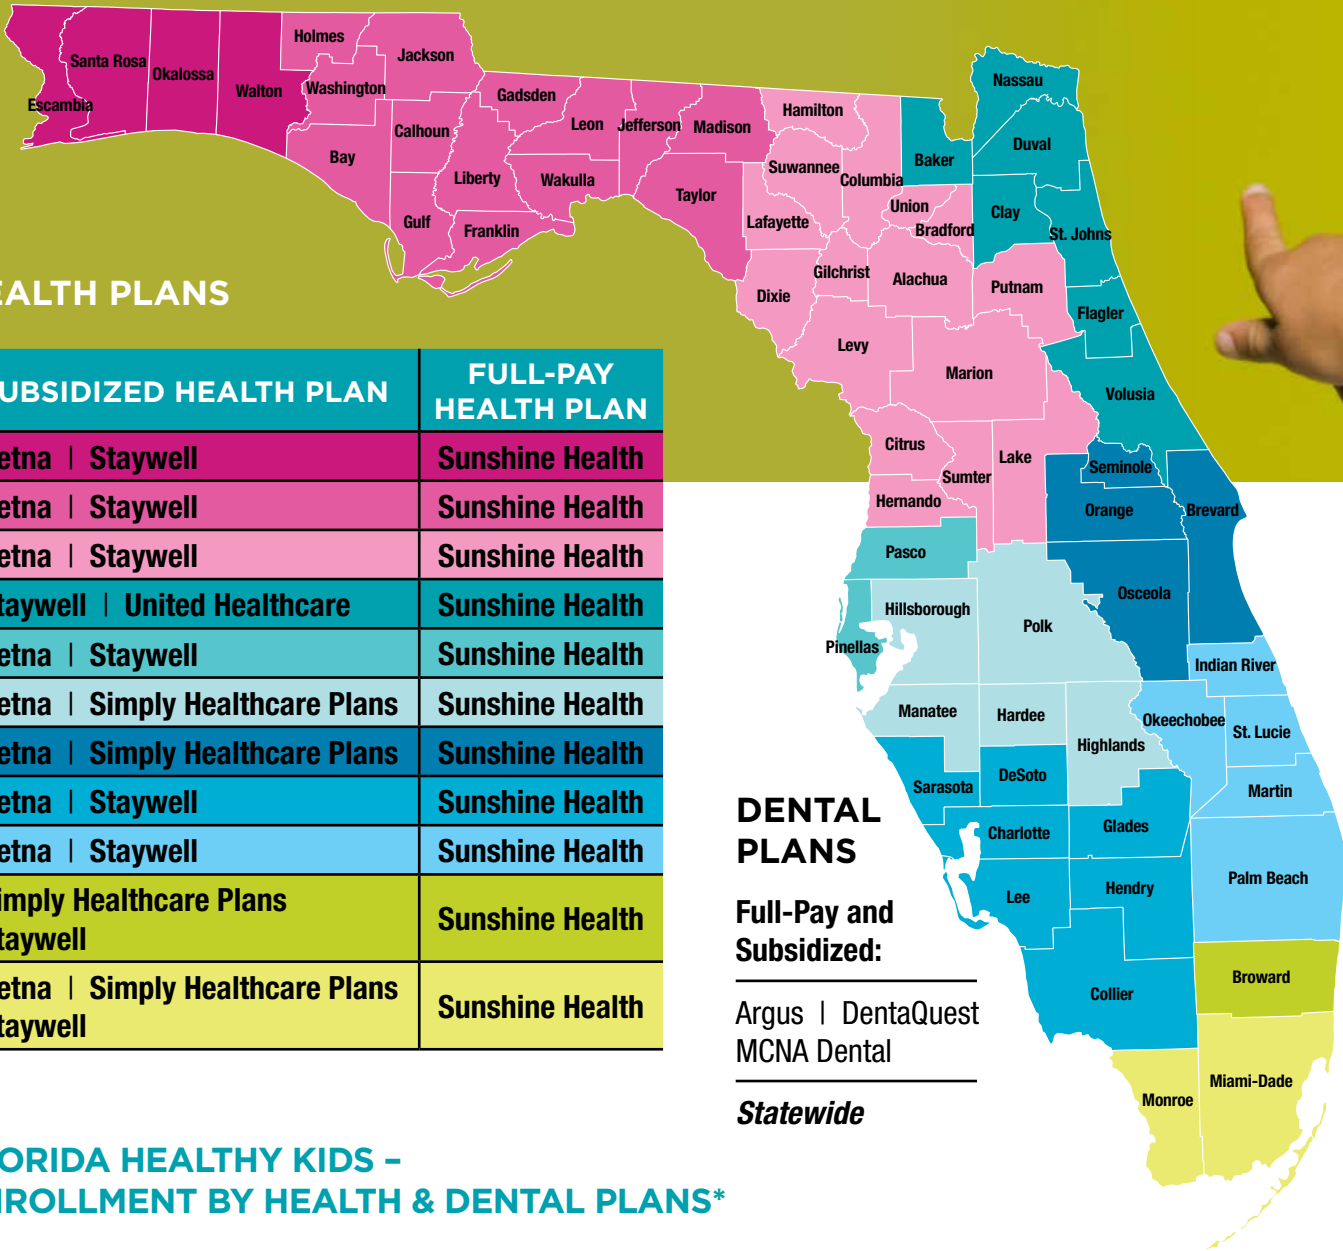 Holmes
Jackson
Santa Rosa
Okalossa
Walton
Washington
Escambia
Gadsden
Leon
Jefferson
Madison
Hamilton
Nassau
Calhoun
Bay
Liberty
Wakulla
Taylor
Suwannee
Columbia
Baker
Duval
Gulf
Franklin
Lafayette
Union
Bradford
Clay
St. Johns
Dixie
Gilchrist
Alachua
Putnam
Flagler
Levy
Marion
Volusia
Citrus
Sumter
Lake
Seminole
Hernando
Orange
Brevard
Pasco
Hillsborough
Polk
Osceola
Pinellas
Indian River
Manatee
Hardee
Highlands
Okeechobee
St. Lucie
Sarasota
DeSoto
Martin
Charlotte
Glades
Lee
Hendry
Palm Beach
Collier
Broward
Monroe
Miami-Dade
EALTH PLANS
UBSIDIZED HEALTH PLAN
FULL-PAY
HEALTH PLAN
etna | Staywell Sunshine Health
etna | Staywell Sunshine Health
etna | Staywell Sunshine Health
taywell | United Healthcare Sunshine Health
etna | Staywell Sunshine Health
etna | Simply Healthcare Plans Sunshine Health
etna | Simply Healthcare Plans Sunshine Health
etna | Staywell Sunshine Health
etna | Staywell Sunshine Health
imply Healthcare Plans
taywell
Sunshine Health
etna | Simply Healthcare Plans
taywell
Sunshine Health
DENTAL
PLANS
Full-Pay and
Subsidized:
Argus | DentaQuest
MCNA Dental
Statewide
ORIDA HEALTHY KIDS –
NROLLMENT BY HEALTH & DENTAL PLANS*